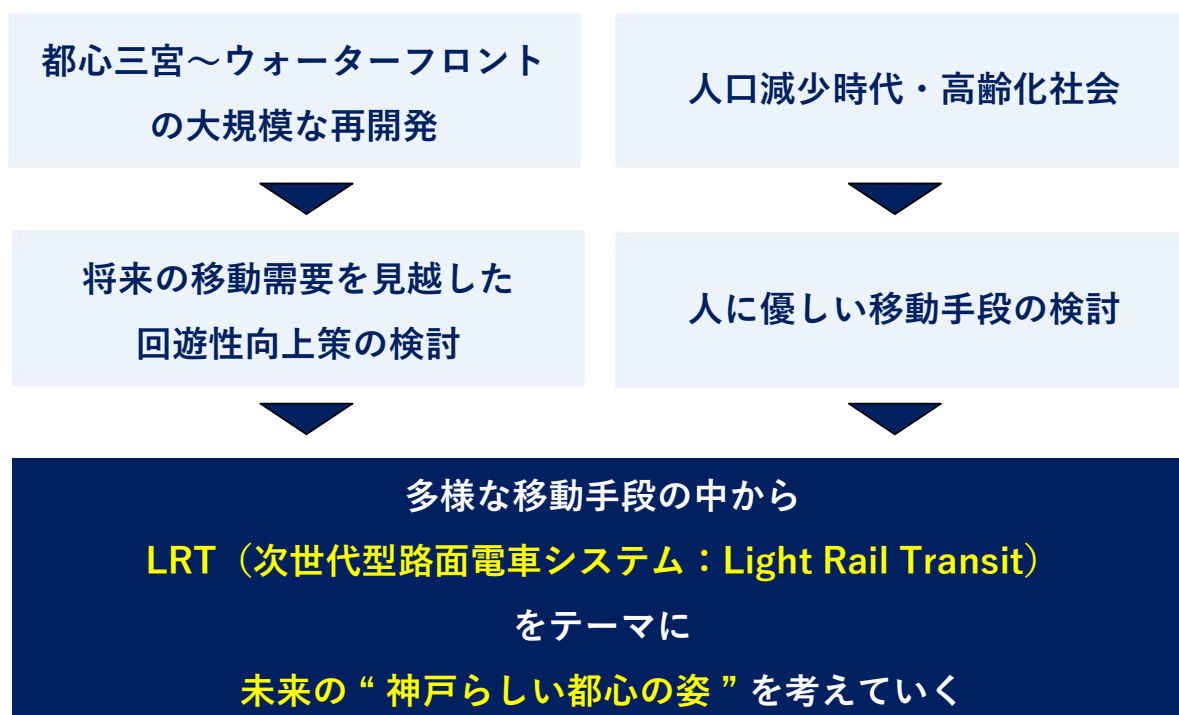 都心三宮～ウォーターフロント
の大規模な再開発
人口減少時代・高齢化社会
将来の移動需要を見越した
回遊性向上策の検討
人に優しい移動手段の検討
多様な移動手段の中から
LRT（次世代型路面電車システム：Light Rail Transit）
をテーマに
未来の“神戸らしい都心の姿”を考えていく